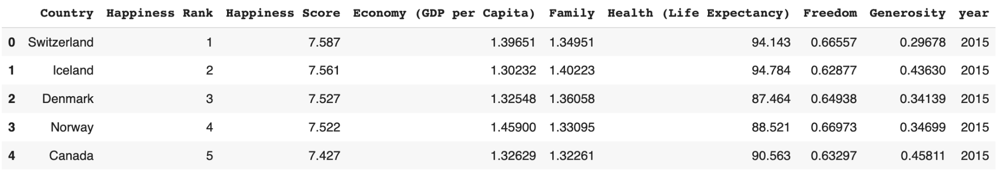 Country Happiness Rank Happiness Score Economy (GDP per Capita) Family Health (Life Expectancy) Freedom Generosity year
0 Switzerland 1 7.587 1.39651 1.34951 94.143 0.66557 0.29678 2015
1 Iceland 2 7.561 1.30232 1.40223 94.784 0.62877 0.43630 2015
2 Denmark 3 7.527 1.32548 1.36058 87.464 0.64938 0.34139 2015
3 Norway 4 7.522 1.45900 1.33095 88.521 0.66973 0.34699 2015
4 Canada 5 7.427 1.32629 1.32261 90.563 0.63297 0.45811 2015